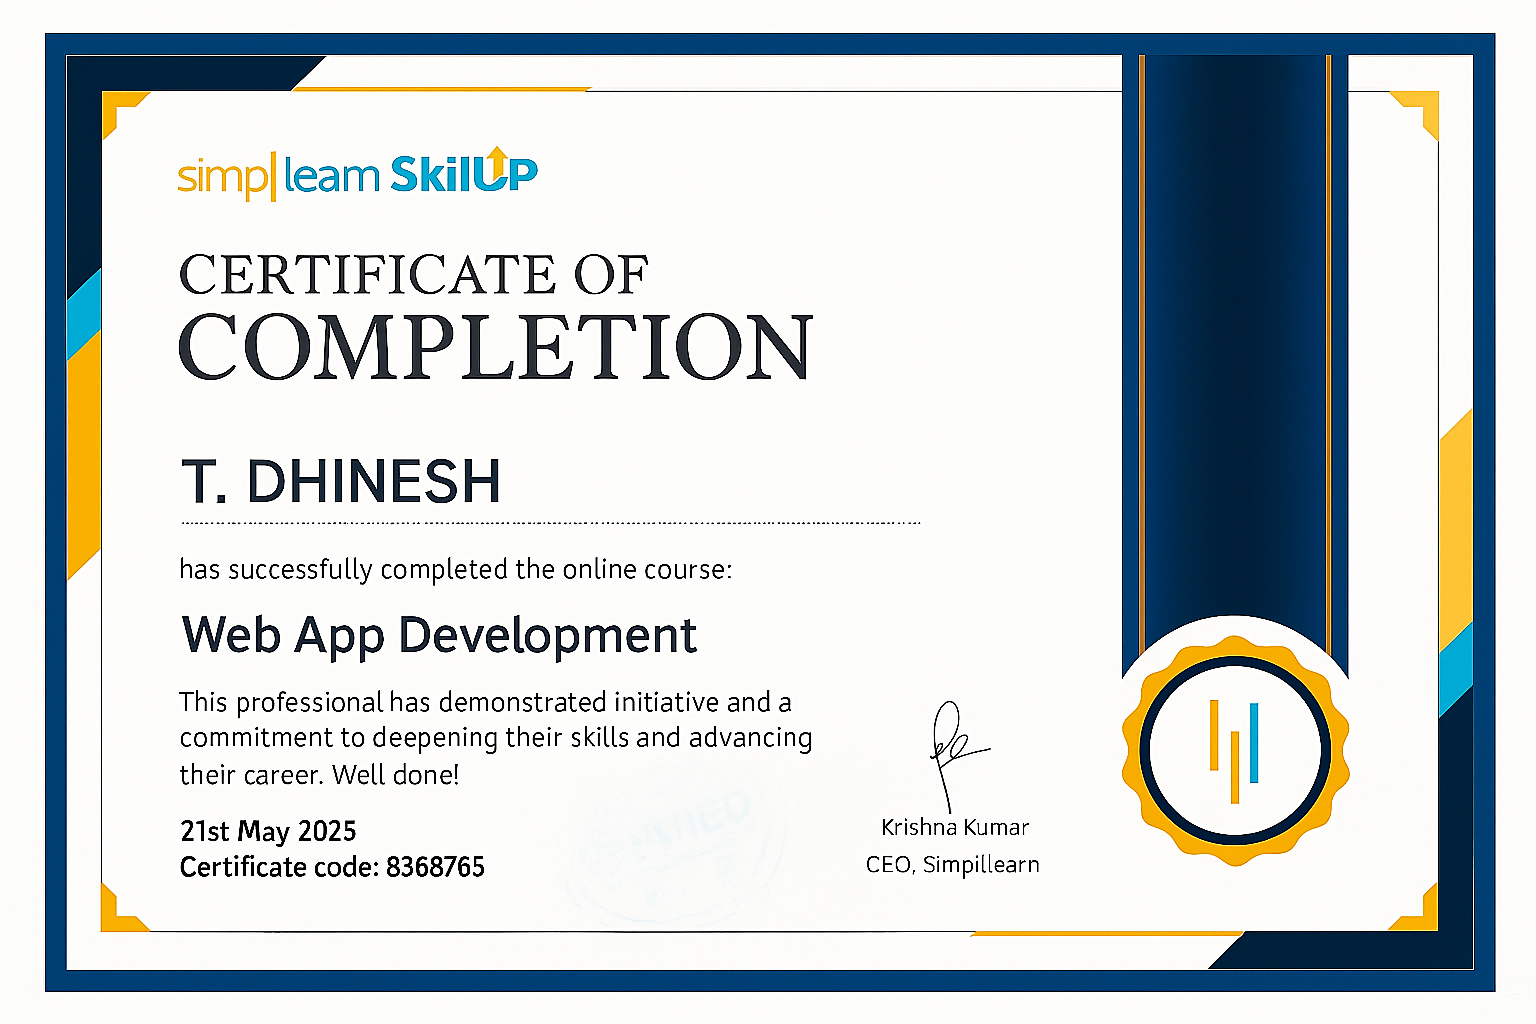 simp|learn SkillUP
CERTIFICATE OF
COMPLETION
T. DHINESH
has successfully completed the online course:
Web App Development
This professional has demonstrated initiative and a
commitment to deepening their skills and advancing
their career. Well done!
21st May 2025
Certificate code: 8368765
Krishna Kumar
CEO, Simpillearn